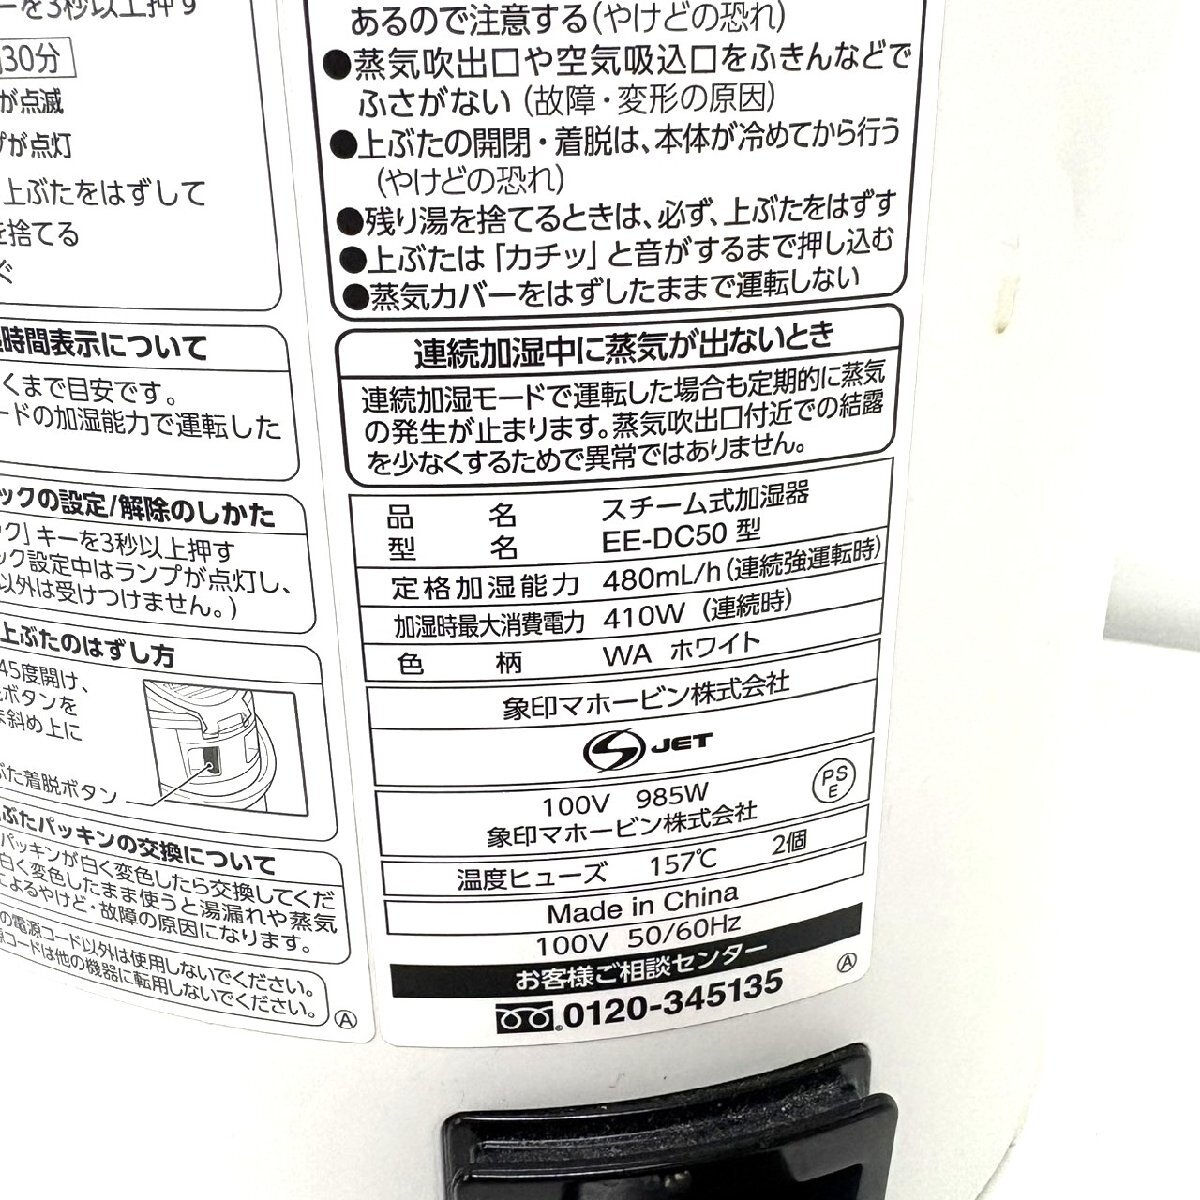 キーを3秒以上押す
30分
が点滅
プが点灯
上ぶたをはずして
を捨てる
ぐ
時間表示について
くまで目安です。
ードの加湿能力で運転した
ックの設定/解除のしかた
ク」キーを3秒以上押す
ック設定中はランプが点灯し、
以外は受けつけません。)
上ぶたのはずし方
45度開け、
ボタンを
ま斜め上に
ぶた着脱ボタン
ぶたパッキンの交換について
パッキンが白く変色したら交換してくだ
白く変色したまま使うと湯漏れや蒸気
によるやけど・故障の原因になります。
の電源コード以外は使用しないでください。
源コードは他の機器に転用しないでください。
Ⓐ
あるので注意する(やけどの恐れ)
●蒸気吹出口や空気吸込口をふきんなどで
ふさがない(故障・変形の原因)
●上ぶたの開閉・着脱は、本体が冷めてから行う
(やけどの恐れ)
●残り湯を捨てるときは、必ず、上ぶたをはずす
●上ぶたは「カチッ」と音がするまで押し込む
●蒸気カバーをはずしたままで運転しない
連続加湿中に蒸気が出ないとき
連続加湿モードで運転した場合も定期的に蒸気
の発生が止まります。蒸気吹出口付近での結露
を少なくするためで異常ではありません。
品 名 スチーム式加湿器
型 名 EE-DC50 型
定格加湿能力 480mL/h(連続強運転時)
加湿時最大消費電力 410W (連続時)
色 柄 WA ホワイト
象印マホービン株式会社
S JET
100V 985W
PS
E
象印マホービン株式会社
温度ヒューズ 157℃ 2個
Made in China
100V 50/60Hz
お客様ご相談センター
Ⓐ
0120-345135